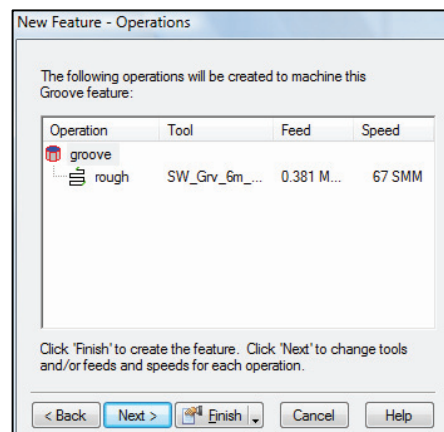 New Feature - Operations
The following operations will be created to machine this
Groove feature:
Operation Tool Feed Speed
groove
rough SW_Grv_6m_... 0.381 M... 67 SMM
Click 'Finish' to create the feature. Click 'Next' to change tools
and/or feeds and speeds for each operation.
< Back Next > Finish Cancel Help